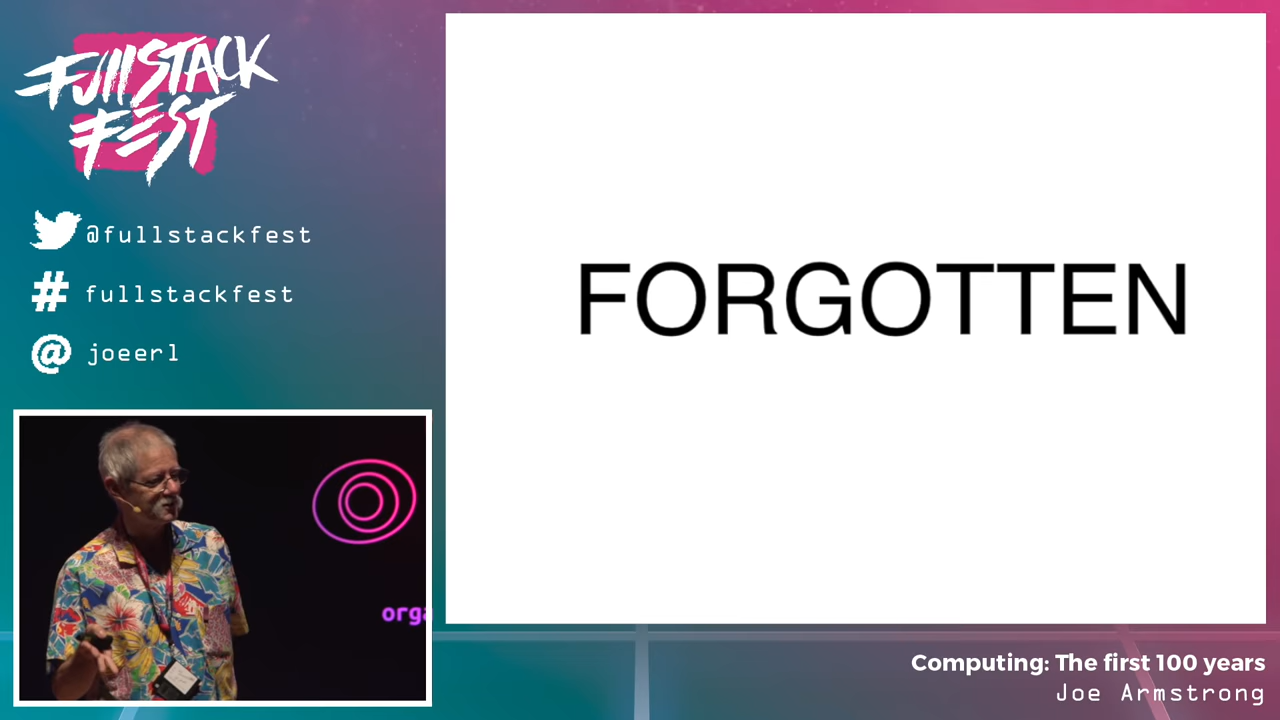 FullStack
Fest
@fullstackfest
# fullstackfest
@ joeerl
FORGOTTEN
orga
Computing: The first 100 years
Joe Armstrong